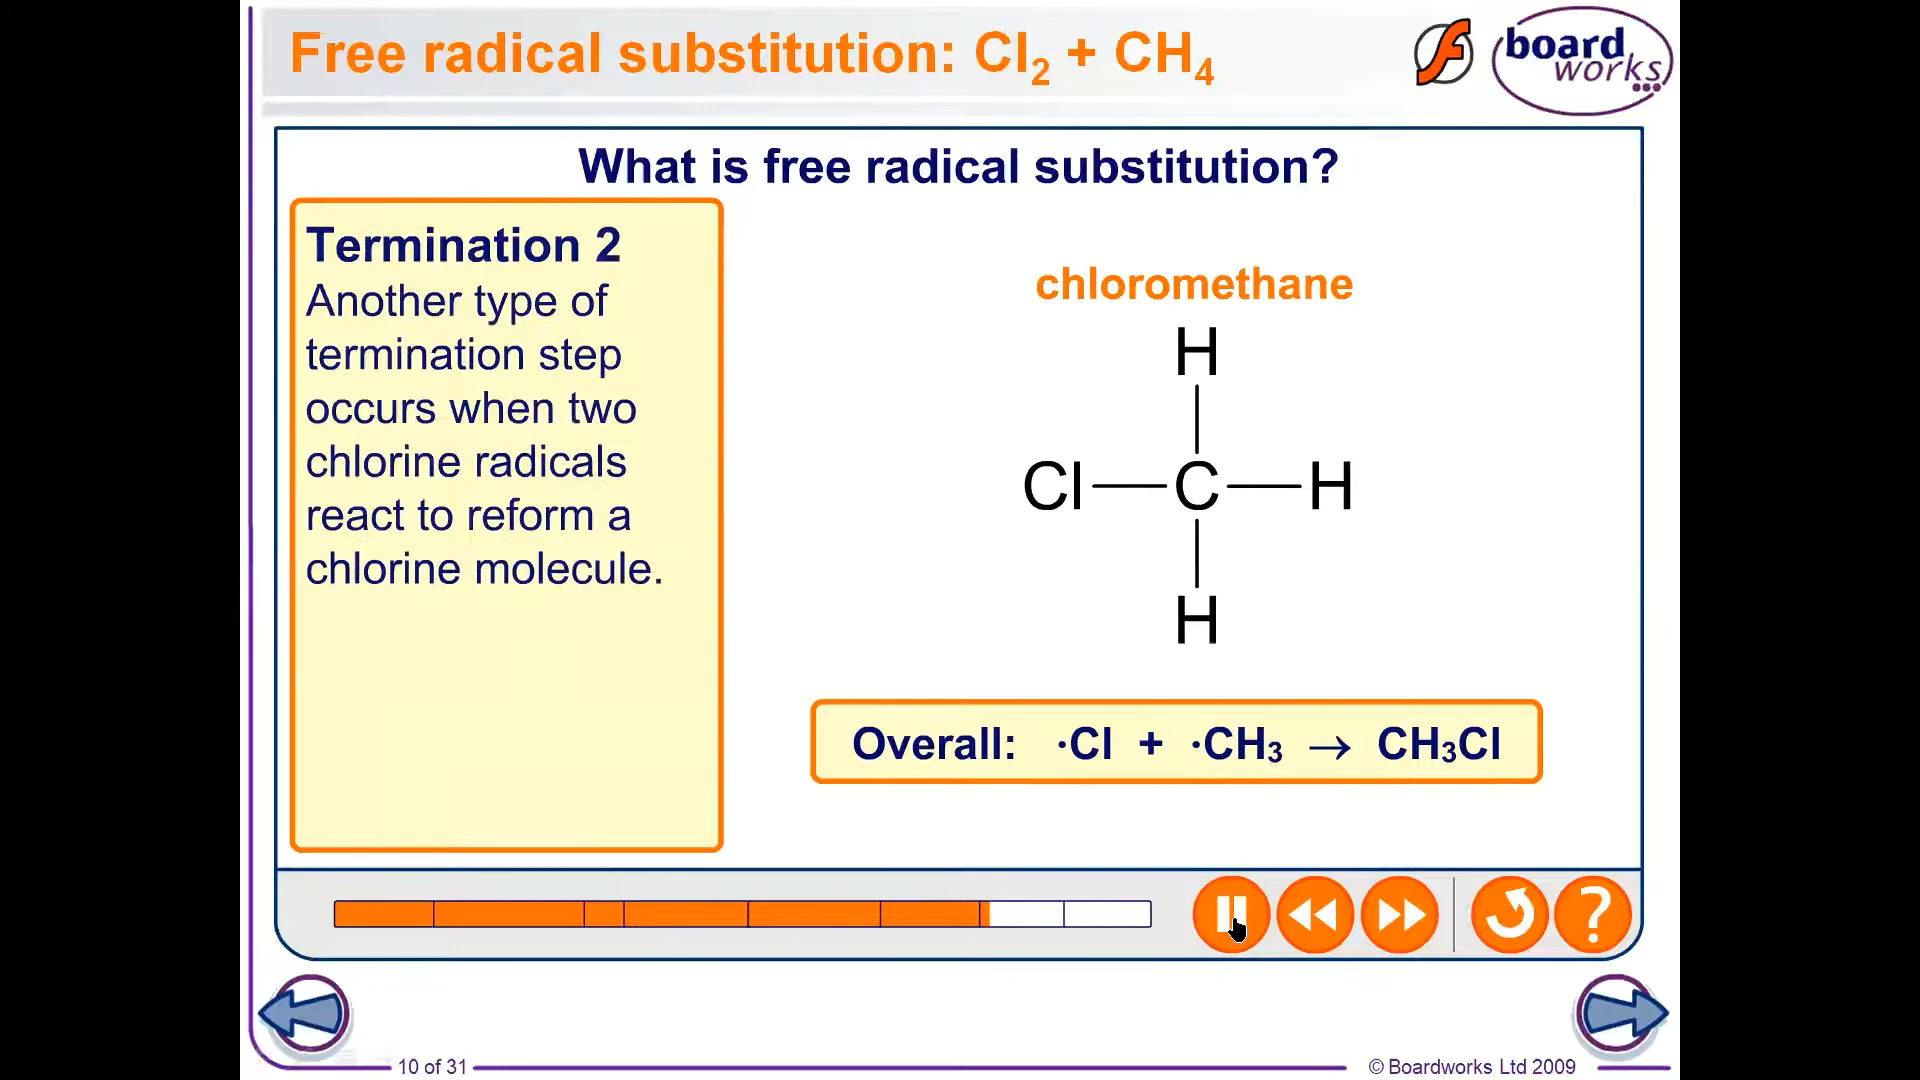 Free radical substitution: Cl₂ + CH₄
board
works
What is free radical substitution?
Termination 2
Another type of
termination step
occurs when two
chlorine radicals
react to reform a
chlorine molecule.
chloromethane
H
Cl C H
H
Overall: ·Cl + ·CH₃ → CH₃Cl
?
10 of 31
© Boardworks Ltd 2009